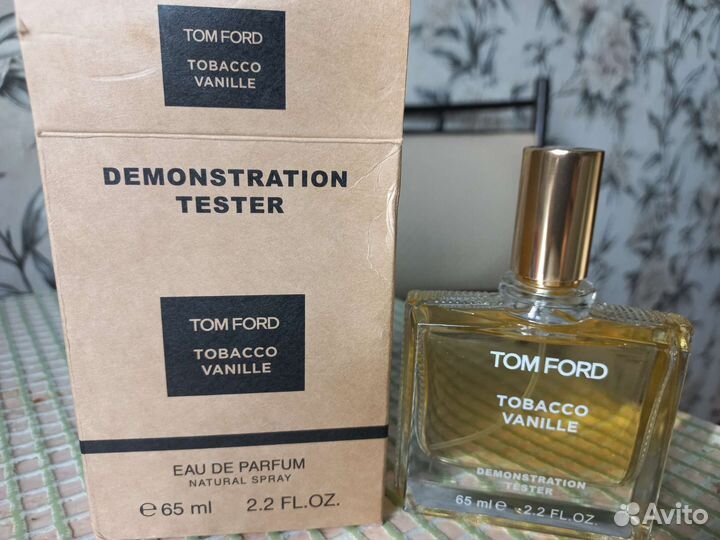 TOM FORD
TOBACCO
VANILLE
DEMONSTRATION
TESTER
TOM FORD
TOBACCO
VANILLE
EAU DE PARFUM
NATURAL SPRAY
℮ 65 ml 2.2 FL.OZ.
TOM FORD
TOBACCO
VANILLE
DEMONSTRATION
TESTER
65 ml ℮ 2.2 FL.OZ.
Avito